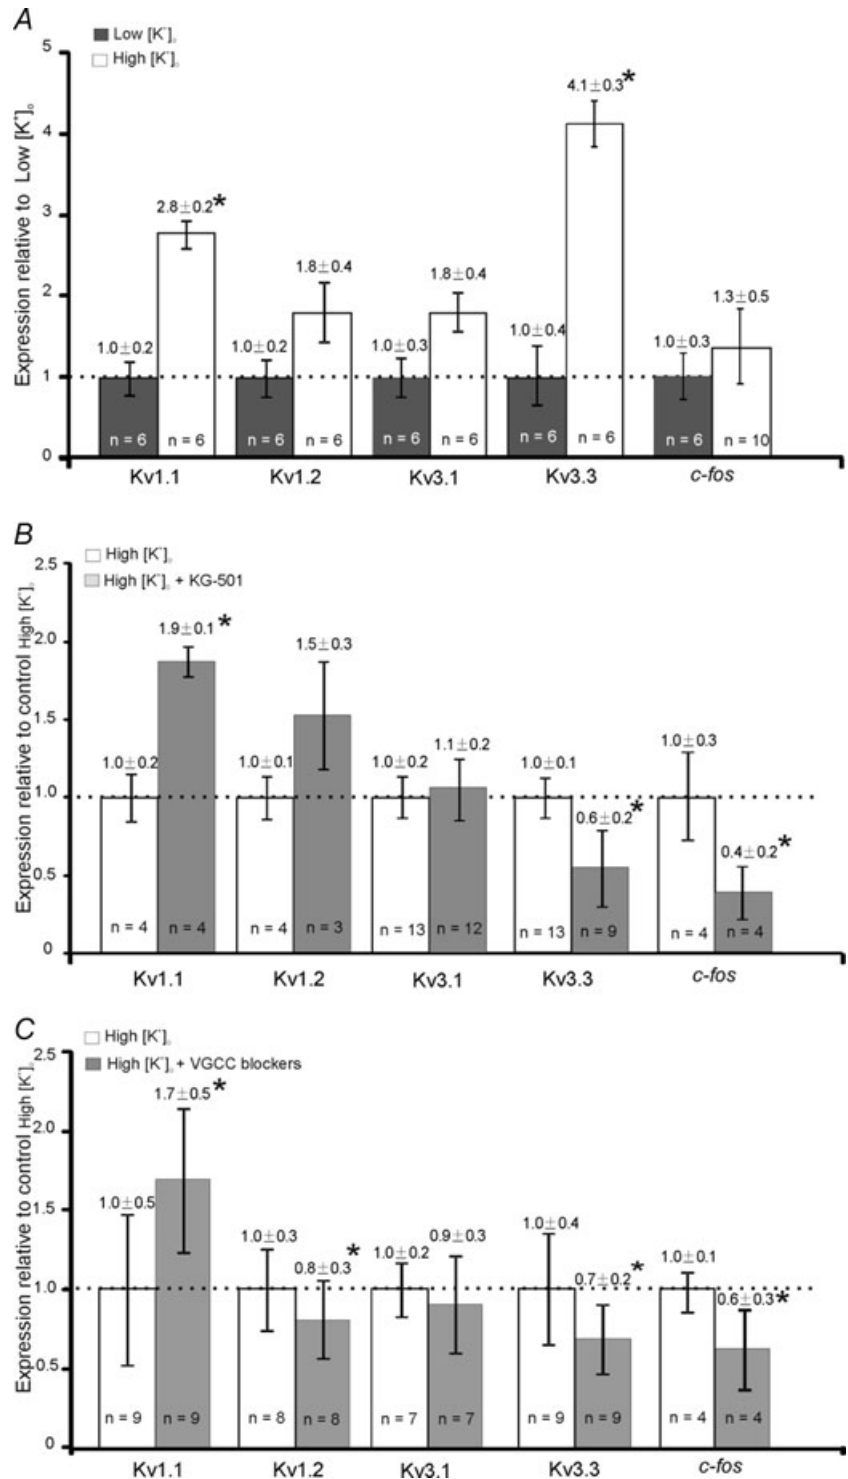 A
Low [K+]o
High [K+]o
Expression relative to Low [K+]o
5
4
3
2
1
0
1.0±0.2
2.8±0.2*
1.0±0.2
1.8±0.4
1.0±0.3
1.8±0.4
1.0±0.4
4.1±0.3*
1.0±0.3
1.3±0.5
n = 6 n = 6 n = 6 n = 6 n = 6 n = 6 n = 6 n = 6 n = 6 n = 10
Kv1.1 Kv1.2 Kv3.1 Kv3.3 c-fos
B
High [K+]o
High [K+]o + KG-501
Expression relative to control High [K+]o
2.5
2.0
1.5
1.0
0.5
0
1.0±0.2
1.9±0.1*
1.0±0.1
1.5±0.3
1.0±0.2
1.1±0.2
1.0±0.1
0.6±0.2*
1.0±0.3
0.4±0.2*
n = 4 n = 4 n = 4 n = 3 n = 13 n = 12 n = 13 n = 9 n = 4 n = 4
Kv1.1 Kv1.2 Kv3.1 Kv3.3 c-fos
C
High [K+]o
High [K+]o + VGCC blockers
Expression relative to control High [K+]o
2.5
2.0
1.5
1.0
0.5
0
1.0±0.5
1.7±0.5*
1.0±0.3
0.8±0.3*
1.0±0.2
0.9±0.3
1.0±0.4
0.7±0.2*
1.0±0.1
0.6±0.3*
n = 9 n = 9 n = 8 n = 8 n = 7 n = 7 n = 9 n = 9 n = 4 n = 4
Kv1.1 Kv1.2 Kv3.1 Kv3.3 c-fos